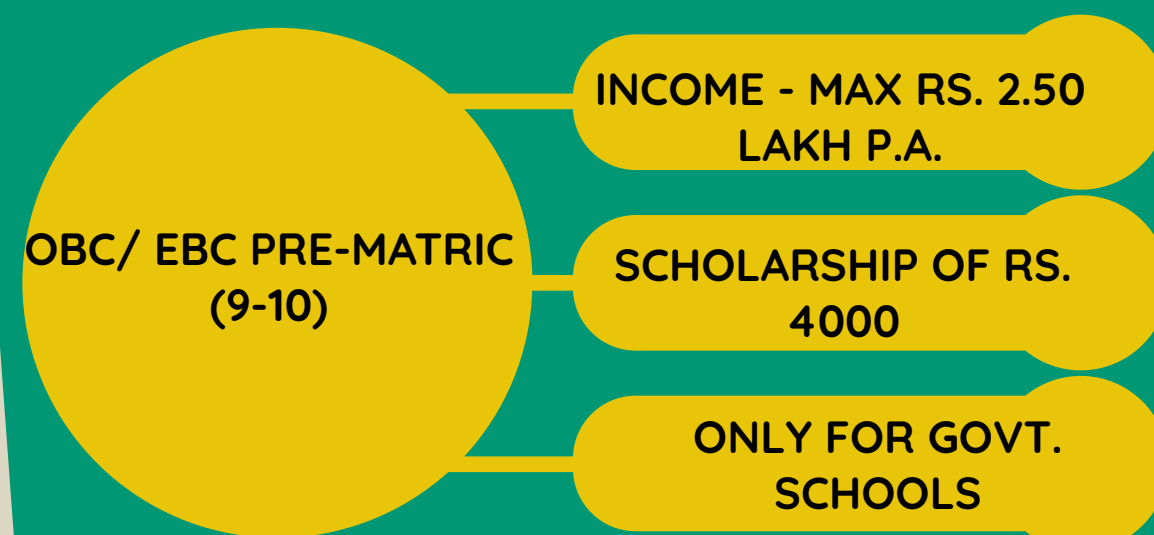 OBC/ EBC PRE-MATRIC
(9-10)
INCOME - MAX RS. 2.50
LAKH P.A.
SCHOLARSHIP OF RS.
4000
ONLY FOR GOVT.
SCHOOLS